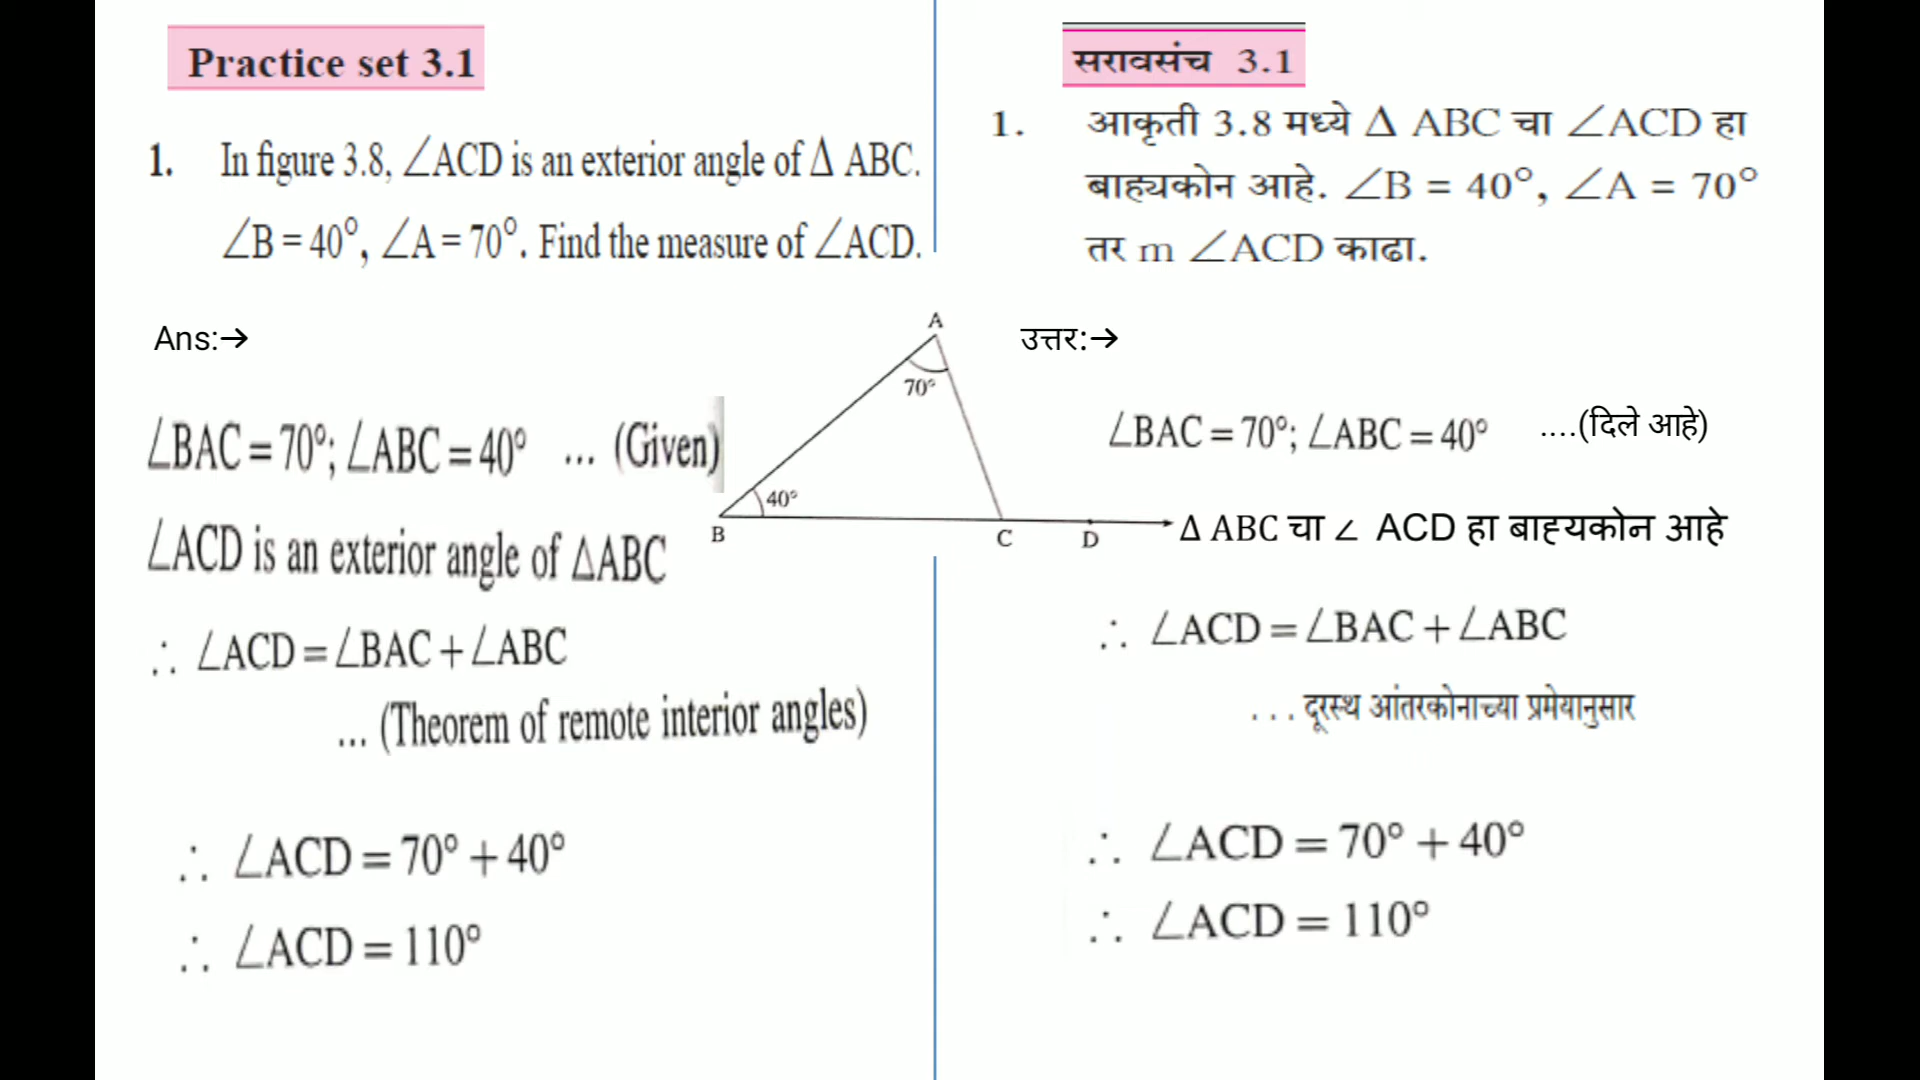 Practice set 3.1
1. In figure 3.8, ∠ACD is an exterior angle of Δ ABC.
∠B = 40°, ∠A = 70°. Find the measure of ∠ACD.
Ans:→
∠BAC = 70°; ∠ABC = 40° ... (Given)
∠ACD is an exterior angle of ΔABC
∴ ∠ACD = ∠BAC + ∠ABC
... (Theorem of remote interior angles)
∴ ∠ACD = 70° + 40°
∴ ∠ACD = 110°
A
70°
40°
B
C
D
सरावसंच 3.1
1. आकृती 3.8 मध्ये Δ ABC चा ∠ACD हा
बाह्यकोन आहे. ∠B = 40°, ∠A = 70°
तर m ∠ACD काढा.
उत्तर:→
∠BAC = 70°; ∠ABC = 40° ....(दिले आहे)
Δ ABC चा ∠ ACD हा बाह्यकोन आहे
∴ ∠ACD = ∠BAC + ∠ABC
. . . दूरस्थ आंतरकोनाच्या प्रमेयानुसार
∴ ∠ACD = 70° + 40°
∴ ∠ACD = 110°